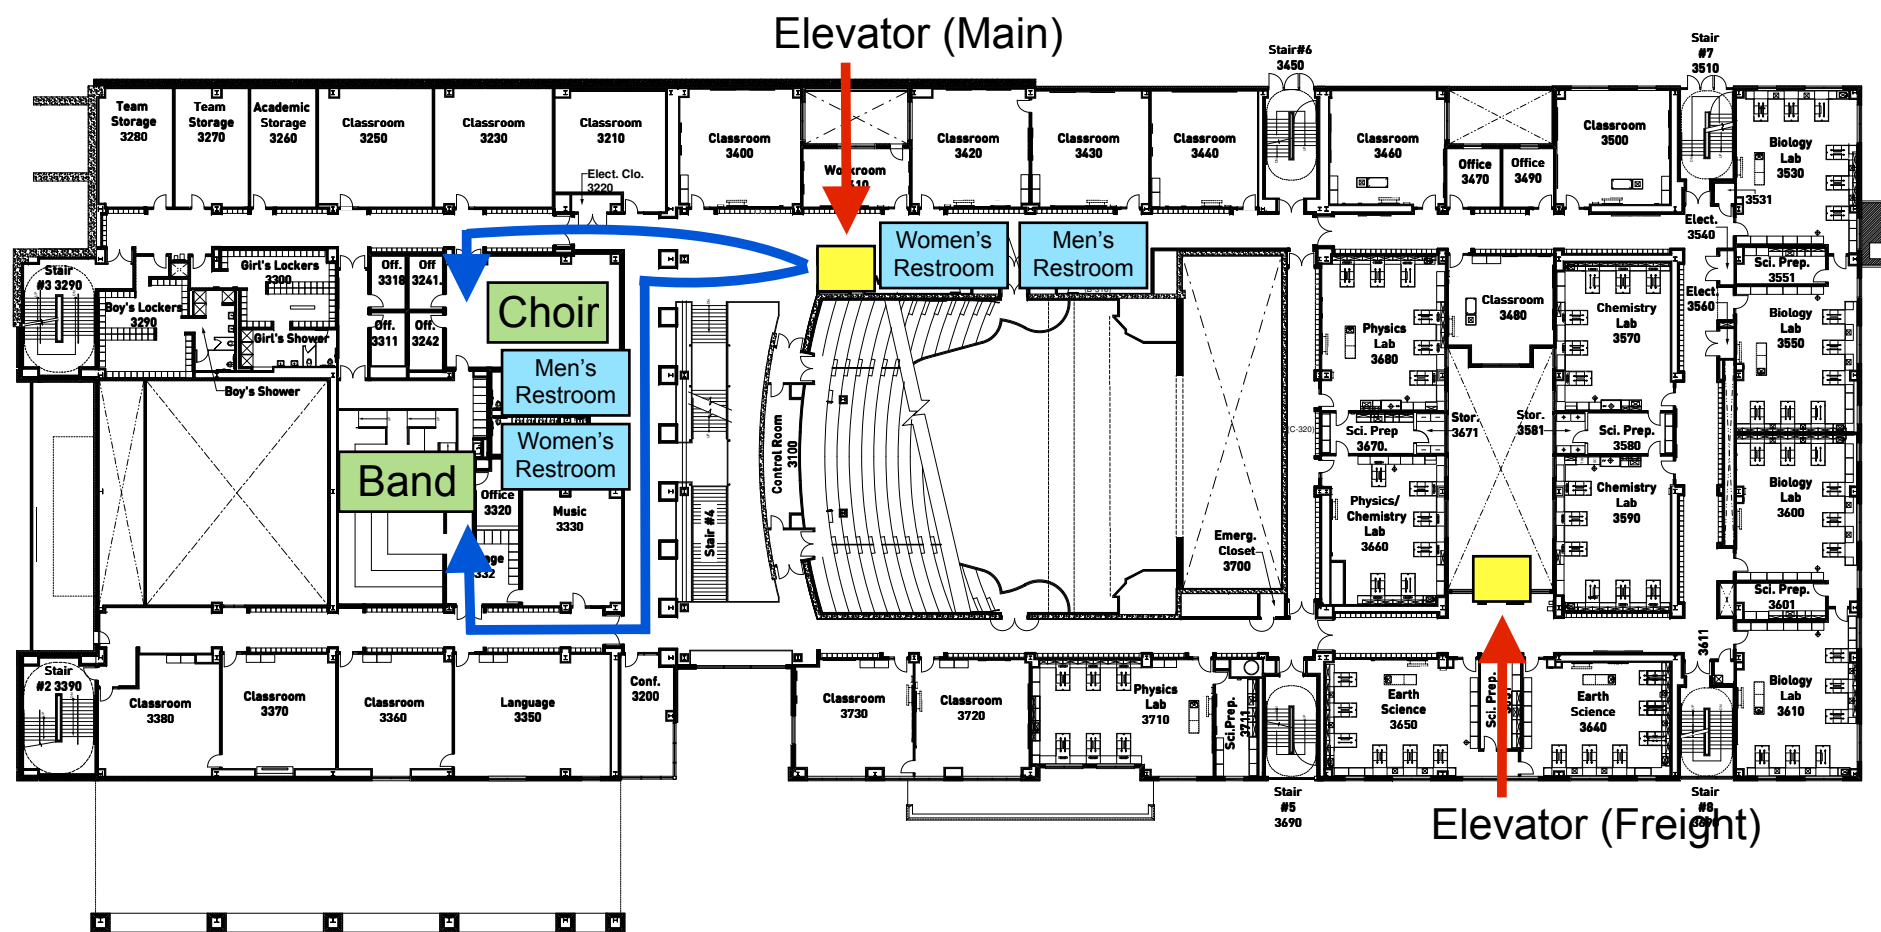 Elevator (Main)
Stair#6
3450
Stair
#7
3510
Team
Storage
3280
Team
Storage
3270
Academic
Storage
3260
Classroom
3250
Classroom
3230
Classroom
3210
Elect. Clo.
3220
Classroom
3400
Classroom
3420
Classroom
3430
Classroom
3440
Classroom
3460
Office
3470
Office
3490
Classroom
3500
Biology
Lab
3530
3531
Elect.
3540
Women's
Restroom
Men's
Restroom
Stair
#3 3290
Boy's Lockers
3290
Girl's Lockers
3300
Girl's Shower
Boy's Shower
Off.
3318
Off
3241.
Off.
3311
Off.
3242
Choir
Men's
Restroom
Women's
Restroom
Band
Office
3320
Music
3330
Stair #4
Control Room
3100
(C-320)
Emerg.
Closet
3700
Physics
Lab
3680
Classroom
3480
Chemistry
Lab
3570
Sci. Prep.
3551
Elect.
3560
Biology
Lab
3550
Sci. Prep
3670.
Stor.
3671
Stor.
3581
Sci. Prep.
3580
Physics/
Chemistry
Lab
3660
Chemistry
Lab
3590
Biology
Lab
3600
Sci. Prep.
3601
3611
Stair
#2 3390
Classroom
3380
Classroom
3370
Classroom
3360
Language
3350
Conf.
3200
Classroom
3730
Classroom
3720
Physics
Lab
3710
Sci.Prep.
3711
Earth
Science
3650
Sci. Prep.
Earth
Science
3640
Biology
Lab
3610
Stair
#5
3690
Stair
#8
Elevator (Freight)